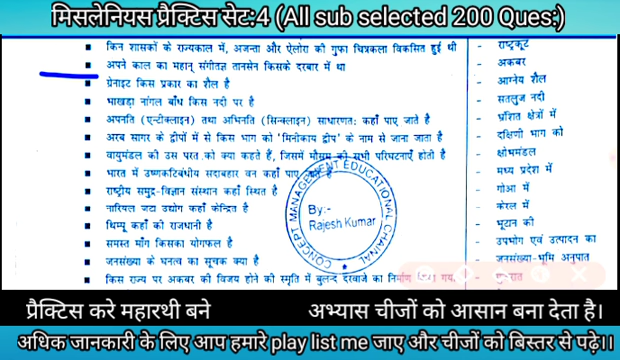 मिसलेनियस प्रैक्टिस सेट:4 (All sub selected 200 Ques:)
किन शासकों के राज्यकाल में, अजन्ता और ऐलोरा की गुफा चित्रकला विकसित हुई थी - राष्ट्रकूट
अपने काल का महान् संगीतज्ञ तानसेन किसके दरबार में था - अकबर
ग्रेनाइट किस प्रकार का शैल है - आग्नेय शैल
भाखड़ा नांगल बाँध किस नदी पर है - सतलुज नदी
अपनति (एन्टीक्लाइन) तथा अभिनति (सिन्क्लाइन) साधारणत: कहाँ पाए जाते है - भ्रंशित क्षेत्रों में
अरब सागर के द्वीपों में से किस भाग को 'मिनीकाय द्वीप' के नाम से जाना जाता है - दक्षिणी भाग को
वायुमंडल की उस परत को क्या कहते हैं, जिसमें मौसम की सभी परिघटनाएँ होती है - क्षोभमंडल
भारत में उष्णकटिबंधीय सदाबहार वन कहाँ पाए है - मध्य प्रदेश में
राष्ट्रीय समुद्र-विज्ञान संस्थान कहाँ स्थित है - गोआ में
नारियल जटा उद्योग कहाँ केन्द्रित है - केरल में
थिम्पू कहाँ की राजधानी है - भूटान की
समस्त माँग किसका योगफल है - उपभोग एवं उत्पादन का
जनसंख्या के घनत्व का सूचक क्या है - जनसंख्या-भूमि अनुपात
किस राज्य पर अकबर की विजय होने की स्मृति में बुलन्द दरवाजे का निर्माण गया - गुजरात
CONCEPT MANAGEMENT EDUCATIONAL CHAINAL
By:-
Rajesh Kumar
प्रैक्टिस करे महारथी बने अभ्यास चीजों को आसान बना देता है।
अधिक जानकारी के लिए आप हमारे play list me जाए और चीजों को बिस्तर से पढ़े।।